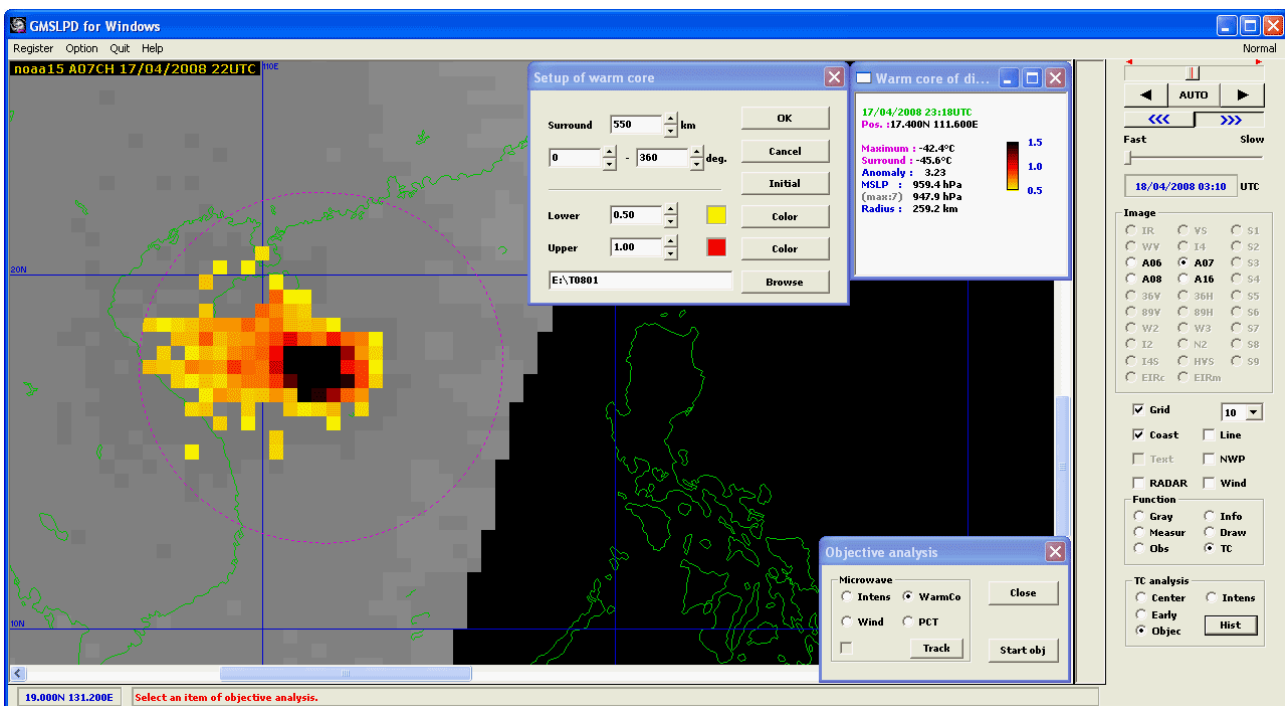 GMSLPD for Windows
Register Option Quit Help
Normal
noaa15 A07CH 17/04/2008 22UTC
110E
20N
10N
Setup of warm core
Surround 550 km
OK
0 - 360 deg.
Cancel
Initial
Lower 0.50
Color
Upper 1.00
Color
E:\T0801
Browse
Warm core of di...
17/04/2008 23:18UTC
Pos. :17.400N 111.600E
Maximum : -42.4°C
Surround : -45.6°C
Anomaly : 3.23
MSLP : 959.4 hPa
(max:7) 947.9 hPa
Radius : 259.2 km
1.5
1.0
0.5
Objective analysis
Microwave
Intens WarmCo
Wind PCT
Track
Close
Start obj
AUTO
<<< >>>
Fast Slow
18/04/2008 03:10 UTC
Image
IR VS S1
WV I4 S2
A06 A07 S3
A08 A16 S4
36V 36H S5
89V 89H S6
W2 W3 S7
I2 N2 S8
I4S HVS S9
EIRc EIRm
Grid 10
Coast Line
Text NWP
RADAR Wind
Function
Gray Info
Measur Draw
Obs TC
TC analysis
Center Intens
Early
Objec Hist
19.000N 131.200E
Select an item of objective analysis.